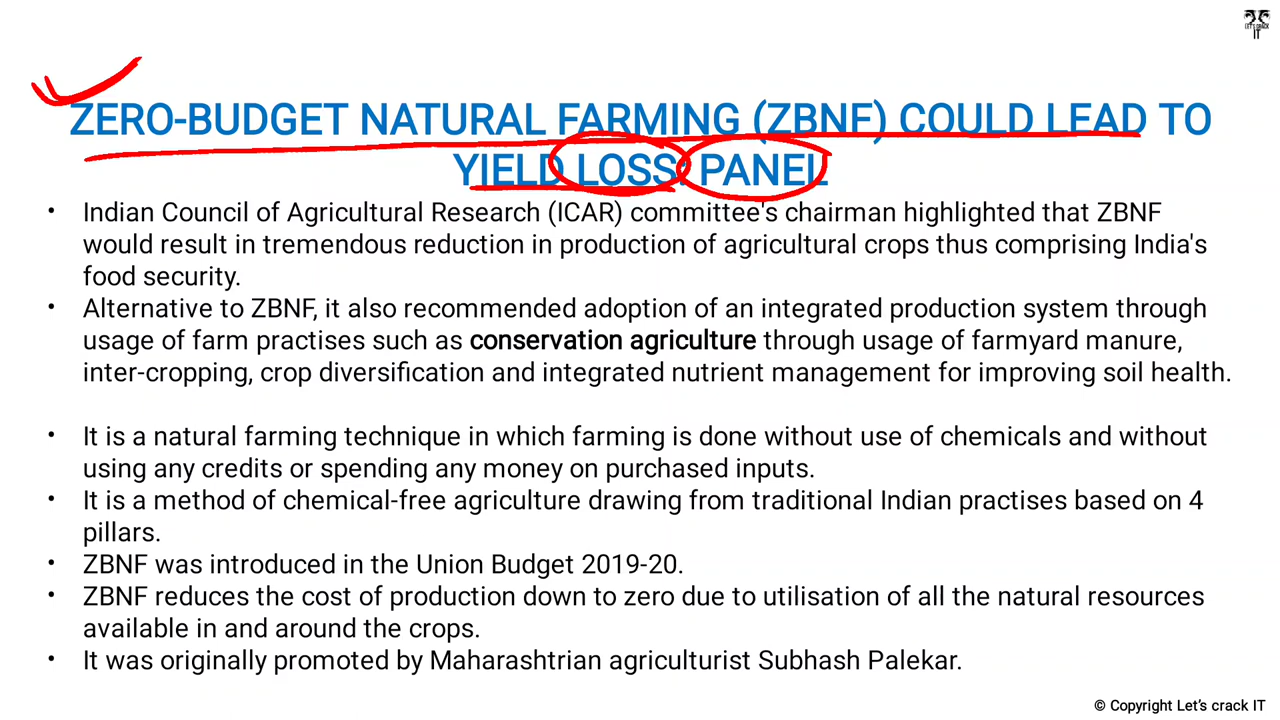 LET'S CRACK
IT
ZERO-BUDGET NATURAL FARMING (ZBNF) COULD LEAD TO
YIELD LOSS: PANEL
• Indian Council of Agricultural Research (ICAR) committee's chairman highlighted that ZBNF
would result in tremendous reduction in production of agricultural crops thus comprising India's
food security.
• Alternative to ZBNF, it also recommended adoption of an integrated production system through
usage of farm practises such as conservation agriculture through usage of farmyard manure,
inter-cropping, crop diversification and integrated nutrient management for improving soil health.
• It is a natural farming technique in which farming is done without use of chemicals and without
using any credits or spending any money on purchased inputs.
• It is a method of chemical-free agriculture drawing from traditional Indian practises based on 4
pillars.
• ZBNF was introduced in the Union Budget 2019-20.
• ZBNF reduces the cost of production down to zero due to utilisation of all the natural resources
available in and around the crops.
• It was originally promoted by Maharashtrian agriculturist Subhash Palekar.
© Copyright Let's crack IT